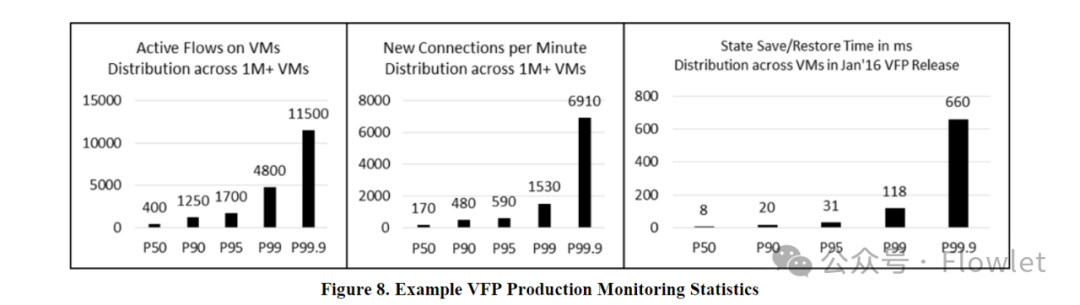 Active Flows on VMs
Distribution across 1M+ VMs
15000
10000
5000
0
400
1250
1700
4800
11500
P50
P90
P95
P99
P99.9
New Connections per Minute
Distribution across 1M+ VMs
8000
6000
4000
2000
0
170
480
590
1530
6910
P50
P90
P95
P99
P99.9
State Save/Restore Time in ms
Distribution across VMs in Jan'16 VFP Release
800
600
400
200
0
8
20
31
118
660
P50
P90
P95
P99
P99.9
公众号 · Flowlet
Figure 8. Example VFP Production Monitoring Statistics